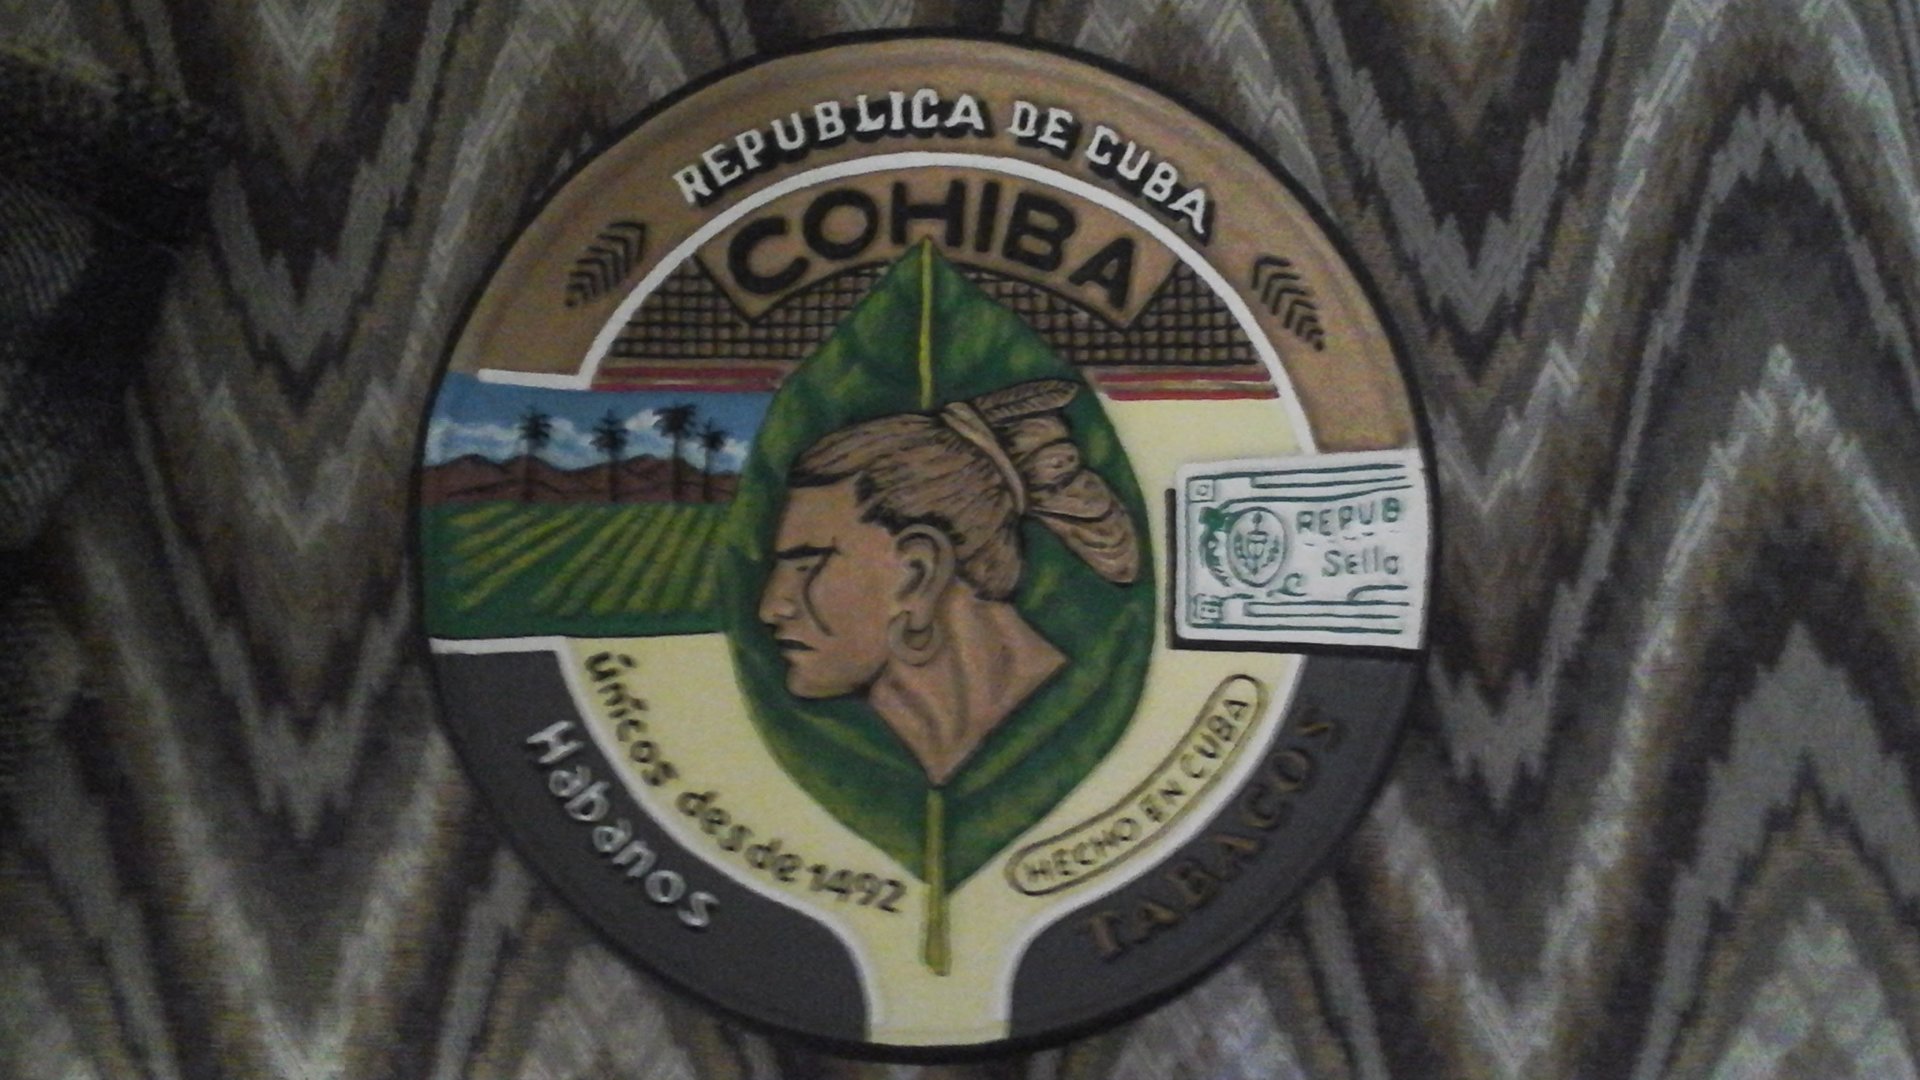 REPUBLICA DE CUBA
COHIBA
REPUB
Sello
únicos desde 1492
HECHO EN CUBA
Habanos
TABACOS